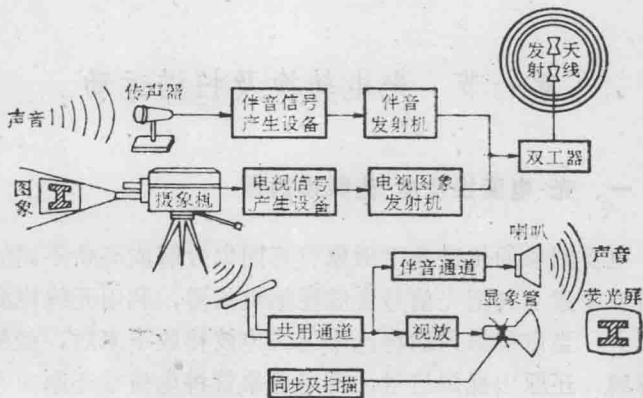 发射天线
传声器
声音
伴音信号
产生设备
伴音
发射机
双工器
图象
摄象机
电视信号
产生设备
电视图象
发射机
喇叭
声音
伴音通道
显象管
荧光屏
共用通道
视放
同步及扫描